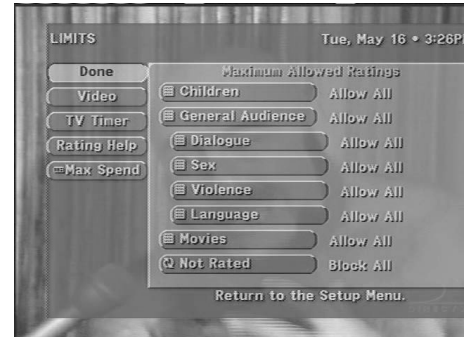 LIMITS
Tue, May 16 • 3:26P
Done
Video
TV Timer
Rating Help
Max Spend
Maximum Allowed Ratings
Children Allow All
General Audience Allow All
Dialogue Allow All
Sex Allow All
Violence Allow All
Language Allow All
Movies Allow All
Not Rated Block All
Return to the Setup Menu.